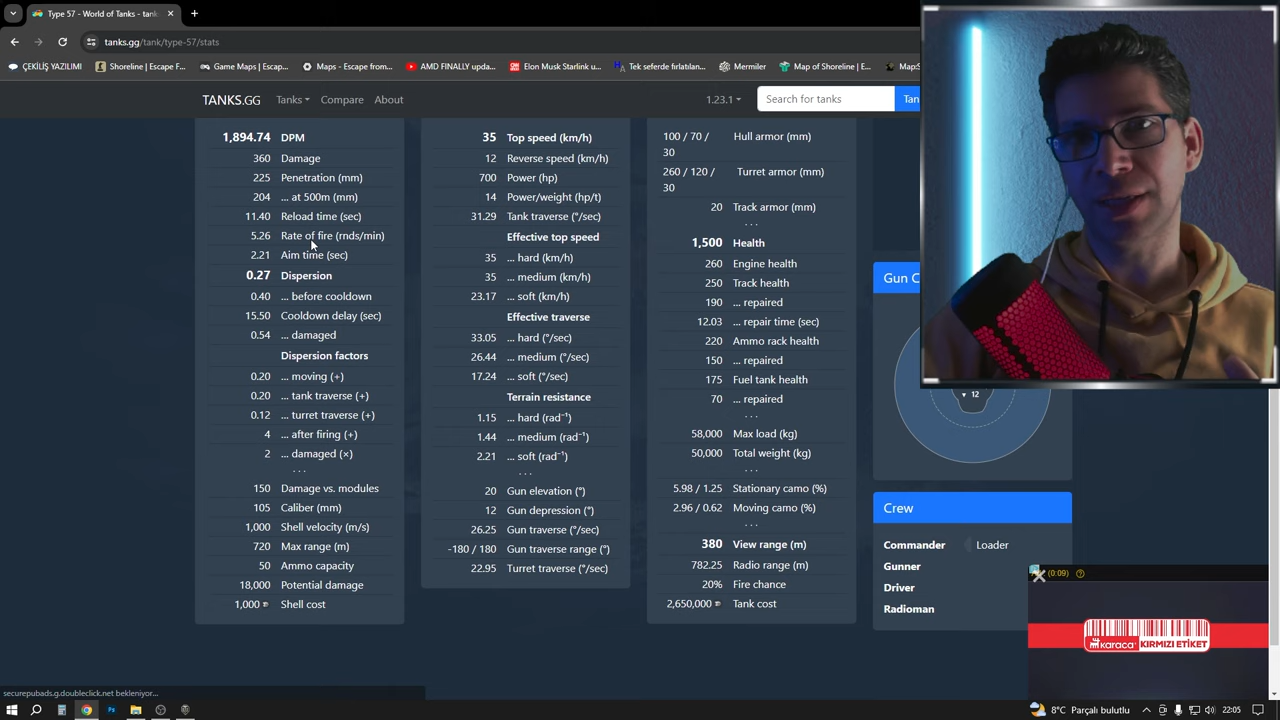 Type 57 - World of Tanks - tank
tanks.gg/tank/type-57/stats
ÇEKİLİŞ YAZILIMI
Shoreline | Escape F...
Game Maps | Escap...
Maps - Escape from...
AMD FINALLY upda...
Elon Musk Starlink u...
Tek seferde fırlatılan...
Mermiler
Map of Shoreline | E...
TANKS.GG
Tanks
Compare
About
1.23.1
Search for tanks
Tan
1,894.74 DPM
360 Damage
225 Penetration (mm)
204 ... at 500m (mm)
11.40 Reload time (sec)
5.26 Rate of fire (rnds/min)
2.21 Aim time (sec)
0.27 Dispersion
0.40 ... before cooldown
15.50 Cooldown delay (sec)
0.54 ... damaged
Dispersion factors
0.20 ... moving (+)
0.20 ... tank traverse (+)
0.12 ... turret traverse (+)
4 ... after firing (+)
2 ... damaged (×)
...
150 Damage vs. modules
105 Caliber (mm)
1,000 Shell velocity (m/s)
720 Max range (m)
50 Ammo capacity
18,000 Potential damage
1,000 Shell cost
35 Top speed (km/h)
12 Reverse speed (km/h)
700 Power (hp)
14 Power/weight (hp/t)
31.29 Tank traverse (°/sec)
Effective top speed
35 ... hard (km/h)
35 ... medium (km/h)
23.17 ... soft (km/h)
Effective traverse
33.05 ... hard (°/sec)
26.44 ... medium (°/sec)
17.24 ... soft (°/sec)
Terrain resistance
1.15 ... hard (rad⁻¹)
1.44 ... medium (rad⁻¹)
2.21 ... soft (rad⁻¹)
...
20 Gun elevation (°)
12 Gun depression (°)
26.25 Gun traverse (°/sec)
-180 / 180 Gun traverse range (°)
22.95 Turret traverse (°/sec)
100 / 70 / 30 Hull armor (mm)
260 / 120 / 30 Turret armor (mm)
20 Track armor (mm)
...
1,500 Health
260 Engine health
250 Track health
190 ... repaired
12.03 ... repair time (sec)
220 Ammo rack health
150 ... repaired
175 Fuel tank health
70 ... repaired
...
58,000 Max load (kg)
50,000 Total weight (kg)
...
5.98 / 1.25 Stationary camo (%)
2.96 / 0.62 Moving camo (%)
...
380 View range (m)
782.25 Radio range (m)
20% Fire chance
2,650,000 Tank cost
Gun C
12
Crew
Commander
Loader
Gunner
Driver
Radioman
(0:09)
karaca KIRMIZI ETİKET
securepubads.g.doubleclick.net bekleniyor...
8°C Parçalı bulutlu
22:05